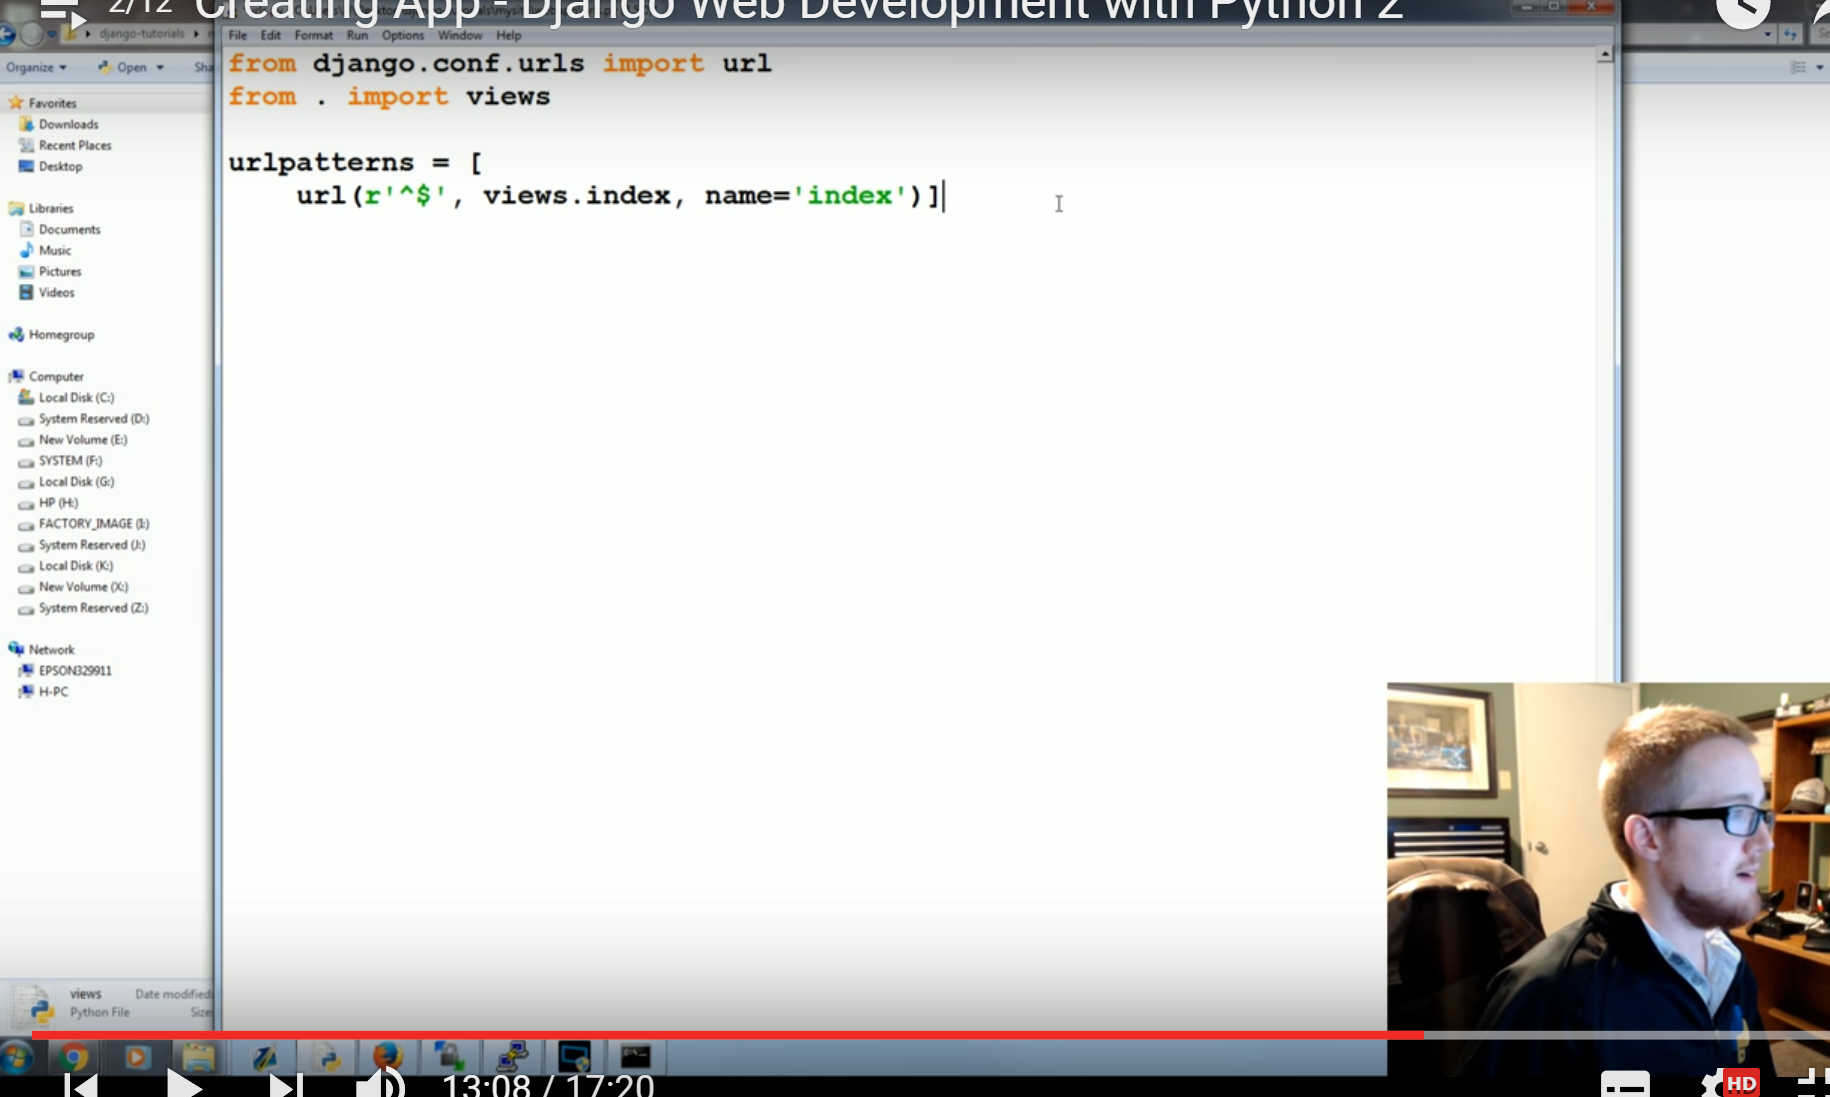 2/12 Creating App - Django Web Development with Python 2
django-tutorials
File Edit Format Run Options Window Help
Organize Open Sha
from django.conf.urls import url
from . import views
urlpatterns = [
url(r'^$', views.index, name='index')]
Favorites
Downloads
Recent Places
Desktop
Libraries
Documents
Music
Pictures
Videos
Homegroup
Computer
Local Disk (C:)
System Reserved (D:)
New Volume (E:)
SYSTEM (F:)
Local Disk (G:)
HP (H:)
FACTORY_IMAGE (I:)
System Reserved (J:)
Local Disk (K:)
New Volume (X:)
System Reserved (Z:)
Network
EPSON329911
H-PC
views Date modified:
Python File Size:
13:08 / 17:20
HD